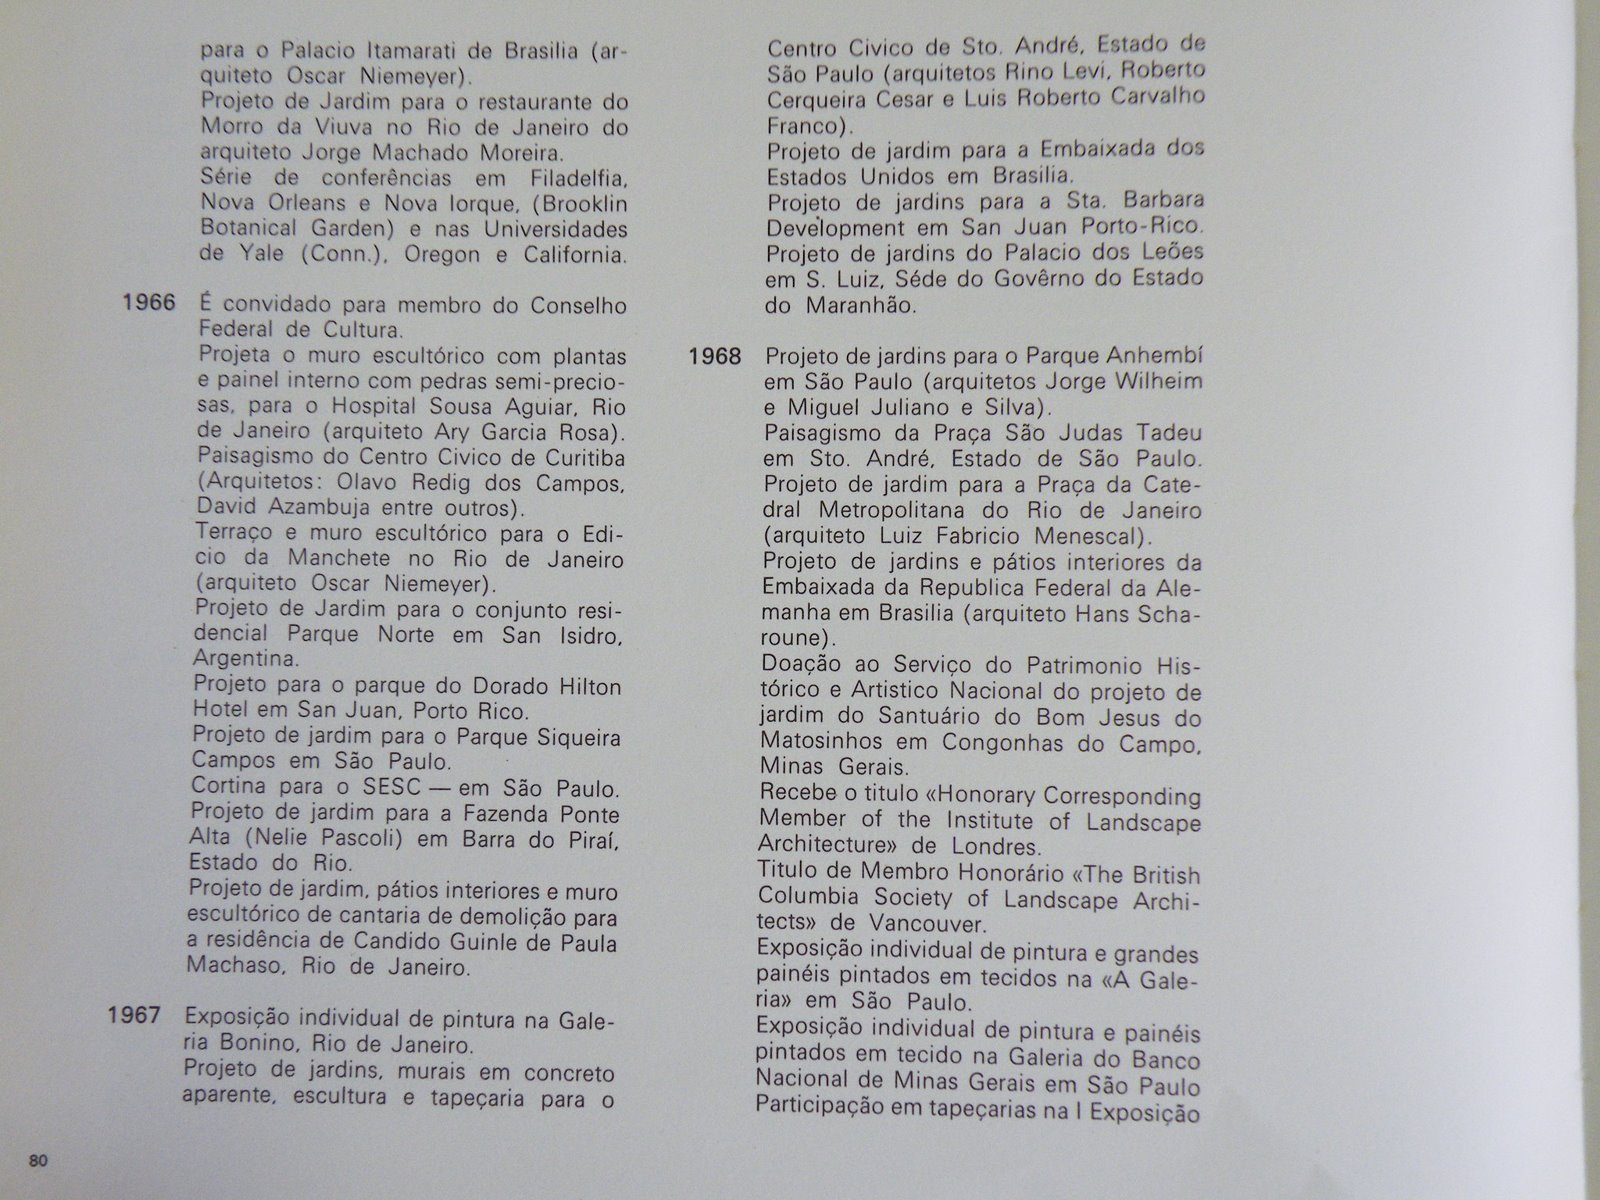 para o Palacio Itamarati de Brasilia (ar-
quiteto Oscar Niemeyer).
Projeto de Jardim para o restaurante do
Morro da Viuva no Rio de Janeiro do
arquiteto Jorge Machado Moreira.
Série de conferências em Filadelfia,
Nova Orleans e Nova Iorque, (Brooklin
Botanical Garden) e nas Universidades
de Yale (Conn.), Oregon e California.
1966 É convidado para membro do Conselho
Federal de Cultura.
Projeta o muro escultórico com plantas
e painel interno com pedras semi-precio-
sas, para o Hospital Sousa Aguiar, Rio
de Janeiro (arquiteto Ary Garcia Rosa).
Paisagismo do Centro Civico de Curitiba
(Arquitetos: Olavo Redig dos Campos,
David Azambuja entre outros).
Terraço e muro escultórico para o Edi-
cio da Manchete no Rio de Janeiro
(arquiteto Oscar Niemeyer).
Projeto de Jardim para o conjunto resi-
dencial Parque Norte em San Isidro,
Argentina.
Projeto para o parque do Dorado Hilton
Hotel em San Juan, Porto Rico.
Projeto de jardim para o Parque Siqueira
Campos em São Paulo.
Cortina para o SESC — em São Paulo.
Projeto de jardim para a Fazenda Ponte
Alta (Nelie Pascoli) em Barra do Piraí,
Estado do Rio.
Projeto de jardim, pátios interiores e muro
escultórico de cantaria de demolição para
a residência de Candido Guinle de Paula
Machaso, Rio de Janeiro.
1967 Exposição individual de pintura na Gale-
ria Bonino, Rio de Janeiro.
Projeto de jardins, murais em concreto
aparente, escultura e tapeçaria para o
80
Centro Civico de Sto. André, Estado de
São Paulo (arquitetos Rino Levi, Roberto
Cerqueira Cesar e Luis Roberto Carvalho
Franco).
Projeto de jardim para a Embaixada dos
Estados Unidos em Brasília.
Projeto de jardins para a Sta. Barbara
Development em San Juan Porto-Rico.
Projeto de jardins do Palacio dos Leões
em S. Luiz, Séde do Govêrno do Estado
do Maranhão.
1968 Projeto de jardins para o Parque Anhembí
em São Paulo (arquitetos Jorge Wilheim
e Miguel Juliano e Silva).
Paisagismo da Praça São Judas Tadeu
em Sto. André, Estado de São Paulo.
Projeto de jardim para a Praça da Cate-
dral Metropolitana do Rio de Janeiro
(arquiteto Luiz Fabricio Menescal).
Projeto de jardins e pátios interiores da
Embaixada da Republica Federal da Ale-
manha em Brasilia (arquiteto Hans Scha-
roune).
Doação ao Serviço do Patrimonio His-
tórico e Artistico Nacional do projeto de
jardim do Santuário do Bom Jesus do
Matosinhos em Congonhas do Campo,
Minas Gerais.
Recebe o titulo «Honorary Corresponding
Member of the Institute of Landscape
Architecture» de Londres.
Titulo de Membro Honorário «The British
Columbia Society of Landscape Archi-
tects» de Vancouver.
Exposição individual de pintura e grandes
painéis pintados em tecidos na «A Gale-
ria» em São Paulo.
Exposição individual de pintura e painéis
pintados em tecido na Galeria do Banco
Nacional de Minas Gerais em São Paulo
Participação em tapeçarias na I Exposição